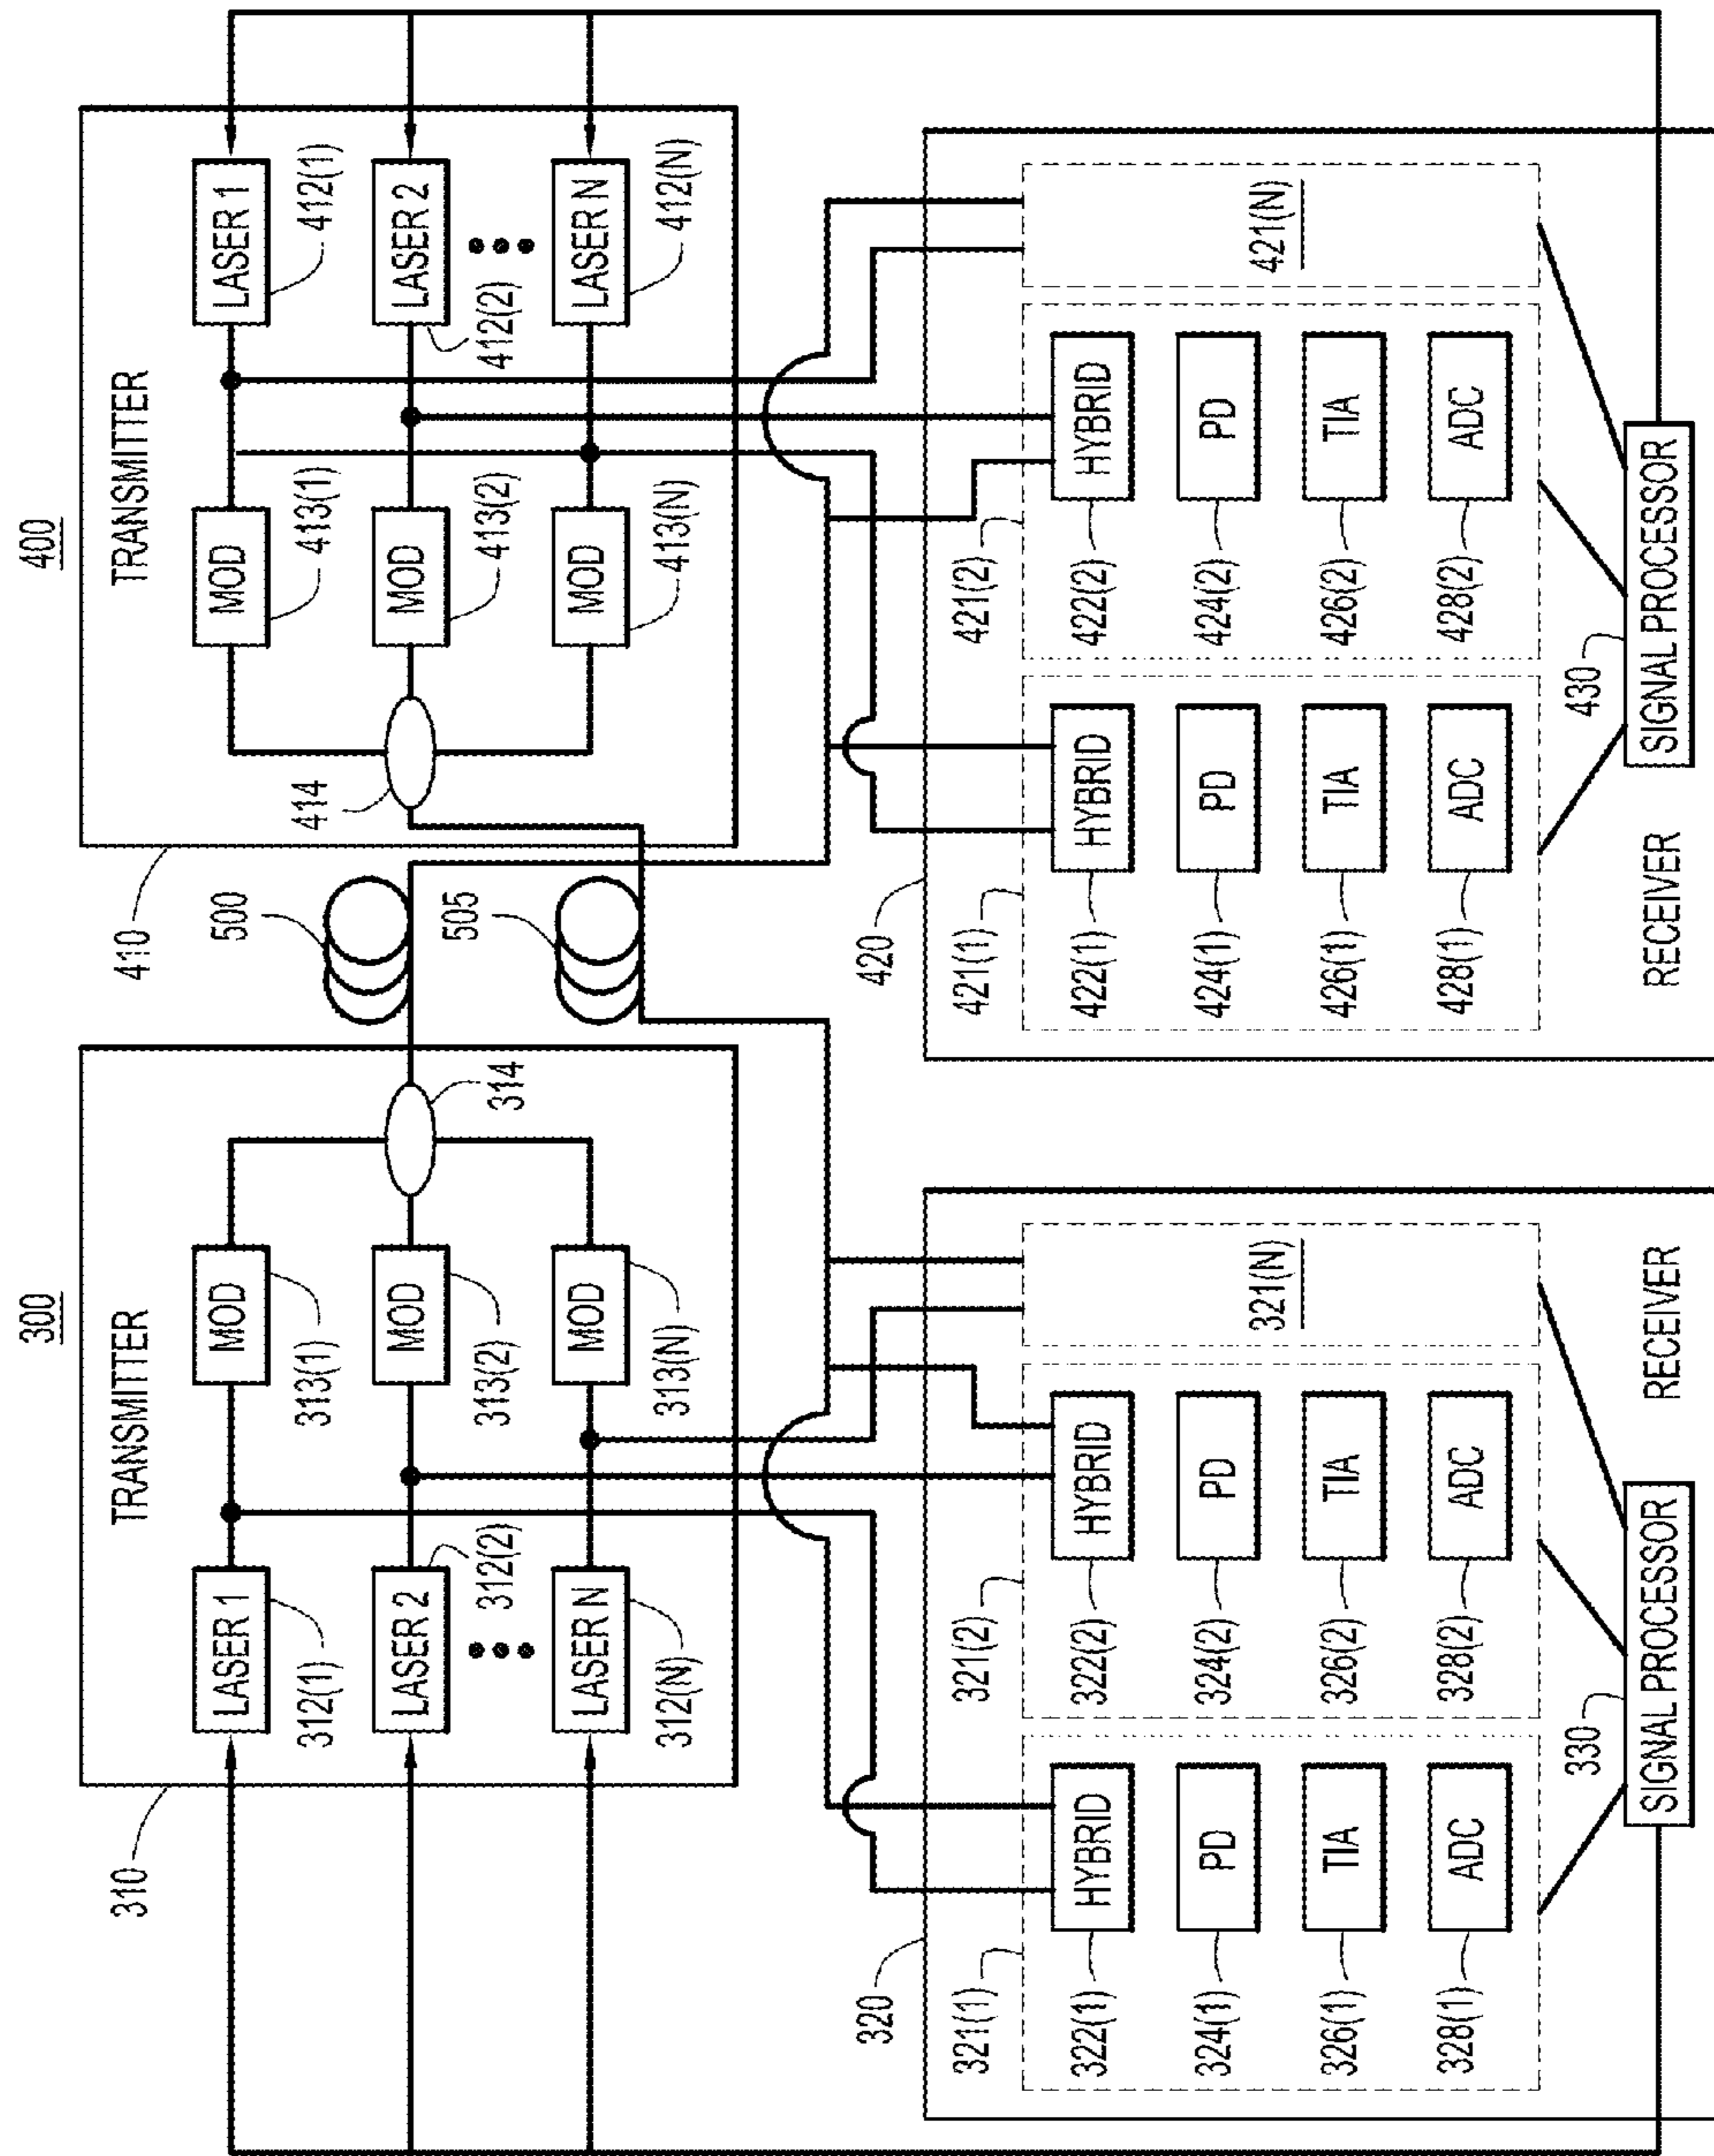 300
TRANSMITTER
310
LASER 1
312(1)
MOD
313(1)
LASER 2
312(2)
MOD
313(2)
LASER N
312(N)
MOD
313(N)
314
500
505
400
TRANSMITTER
410
414
MOD
413(1)
LASER 1
412(1)
MOD
413(2)
LASER 2
412(2)
MOD
413(N)
LASER N
412(N)
320
321(1)
322(1)
HYBRID
324(1)
PD
326(1)
TIA
328(1)
ADC
321(2)
322(2)
HYBRID
324(2)
PD
326(2)
TIA
328(2)
ADC
321(N)
330
SIGNAL PROCESSOR
RECEIVER
420
421(1)
422(1)
HYBRID
424(1)
PD
426(1)
TIA
428(1)
ADC
421(2)
422(2)
HYBRID
424(2)
PD
426(2)
TIA
428(2)
ADC
421(N)
RECEIVER
430
SIGNAL PROCESSOR